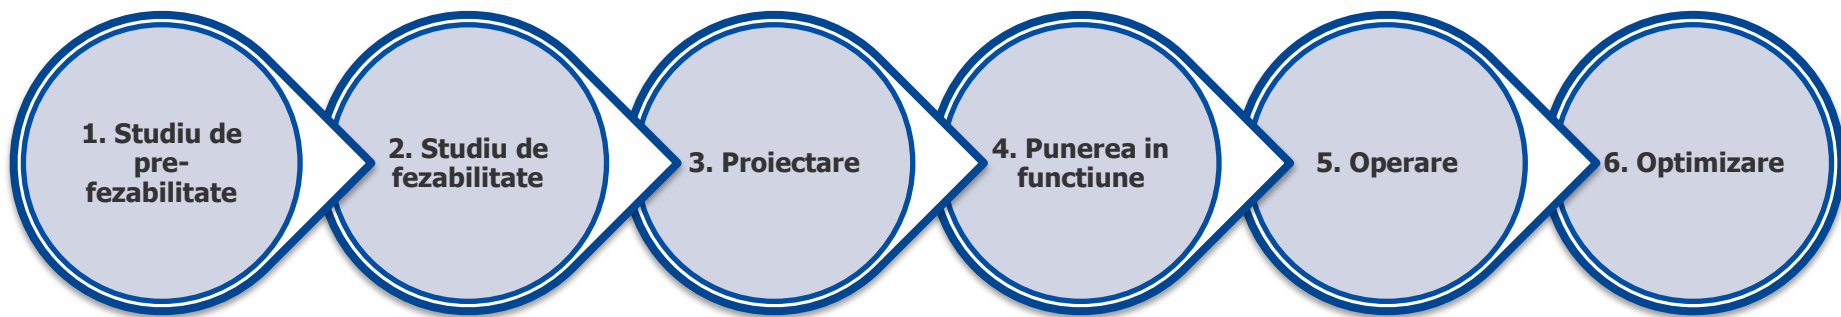 1. Studiu de
pre-
fezabilitate
2. Studiu de
fezabilitate
3. Proiectare
4. Punerea in
functiune
5. Operare
6. Optimizare